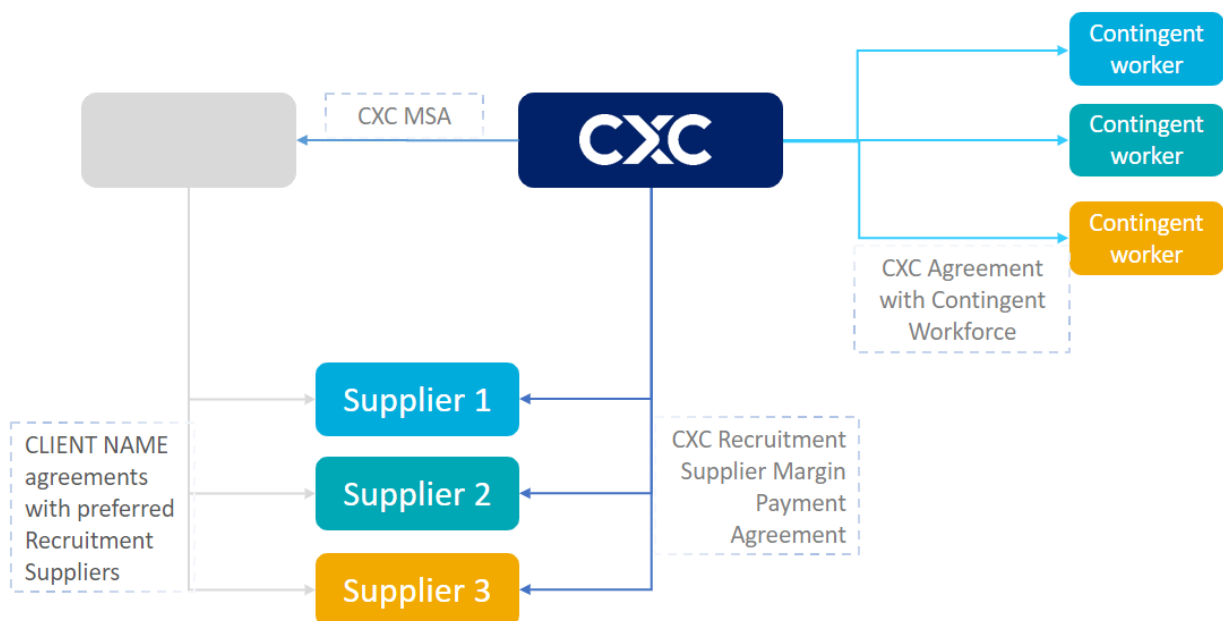 Contingent
worker
CXC MSA
CXC
Contingent
worker
Contingent
worker
CXC Agreement
with Contingent
Workforce
Supplier 1
CLIENT NAME
agreements
with preferred
Recruitment
Suppliers
CXC Recruitment
Supplier Margin
Payment
Agreement
Supplier 2
Supplier 3